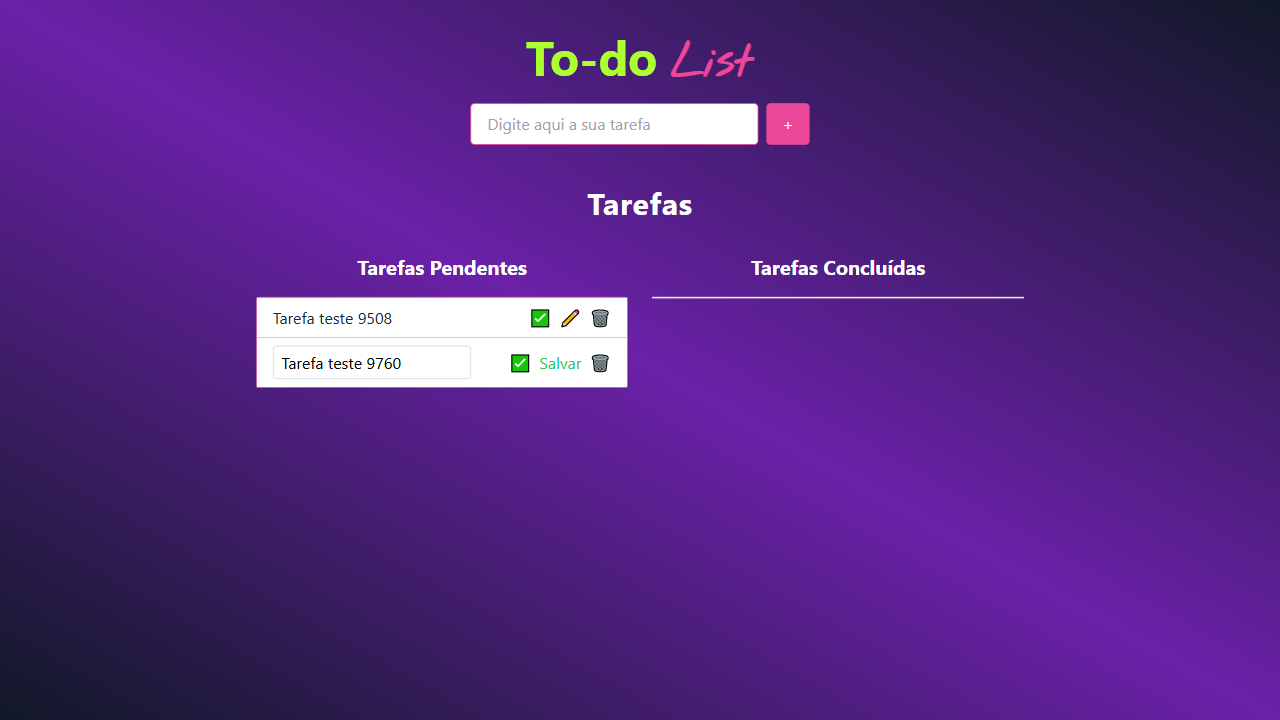 To-do List
Digite aqui a sua tarefa
+
Tarefas
Tarefas Pendentes
Tarefas Concluídas
Tarefa teste 9508
Tarefa teste 9760
Salvar